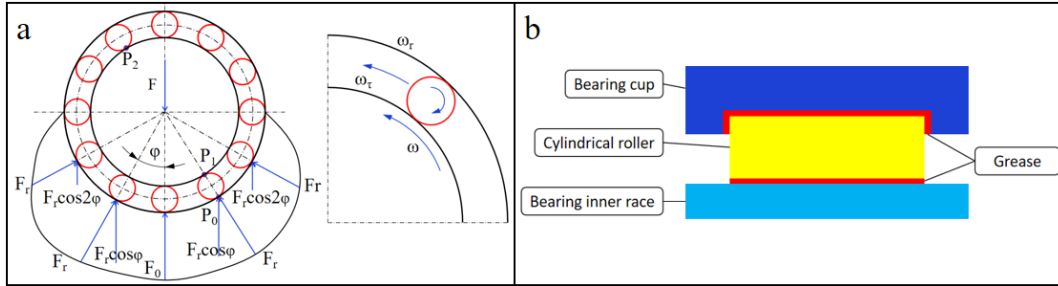 a
P₂
F
φ
P₁
Fᵣ
Fᵣcos2φ
Fᵣcosφ
Fᵣ
F₀
Fᵣcosφ
P₀
Fᵣ
Fᵣcos2φ
Fr
ωᵣ
ω_τ
ω
b
Bearing cup
Cylindrical roller
Grease
Bearing inner race